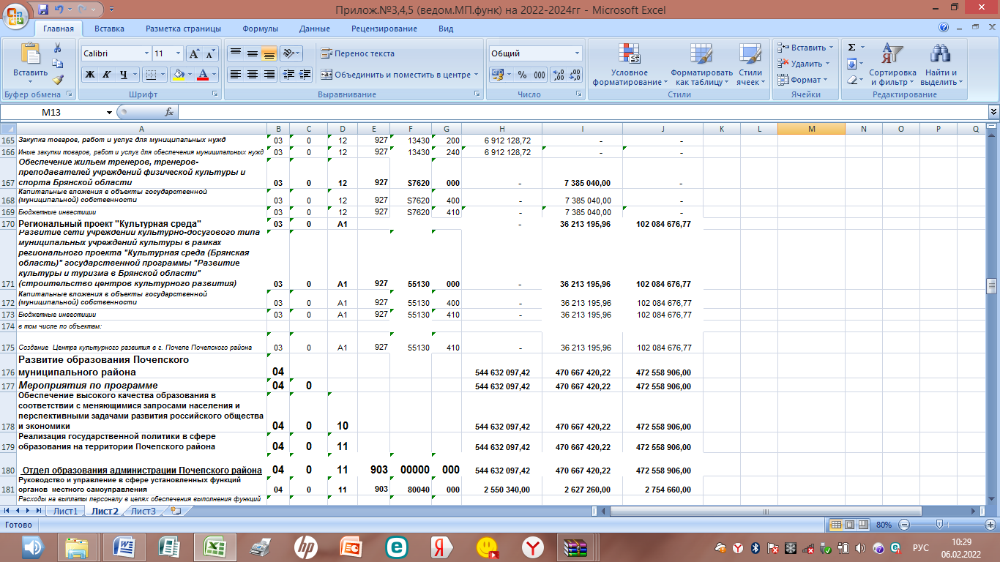 Прилож.№3,4,5 (ведом.МП.функ) на 2022-2024гг - Microsoft Excel
Главная Вставка Разметка страницы Формулы Данные Рецензирование Вид
Calibri 11 Перенос текста Общий Вставить Σ
Вставить Ж К Ч А Объединить и поместить в центре % 000 Условное форматирование Форматировать как таблицу Стили ячеек Удалить Формат Сортировка и фильтр Найти и выделить
Буфер обмена Шрифт Выравнивание Число Стили Ячейки Редактирование
M13 fx
A B C D E F G H I J K L M N O P Q
165 Закупка товаров, работ и услуг для муниципальных нужд 03 0 12 927 13430 200 6 912 128,72 - -
166 Иные закупки товаров, работ и услуг для обеспечения муниципальных нужд 03 0 12 927 13430 240 6 912 128,72 - -
Обеспечение жильем тренеров, тренеров-
преподавателей учреждений физической культуры и
167 спорта Брянской области 03 0 12 927 S7620 000 - 7 385 040,00 -
Капитальные вложения в объекты государственной
168 (муниципальной) собственности 03 0 12 927 S7620 400 - 7 385 040,00 -
169 Бюджетные инвестиции 03 0 12 927 S7620 410 - 7 385 040,00 -
170 Региональный проект "Культурная среда" 03 0 A1 - 36 213 195,96 102 084 676,77
Развитие сети учреждений культурно-досугового типа
муниципальных учреждений культуры в рамках
регионального проекта "Культурная среда (Брянская
область)" государственной программы "Развитие
культуры и туризма в Брянской области"
171 (строительство центров культурного развития) 03 0 A1 927 55130 000 - 36 213 195,96 102 084 676,77
Капитальные вложения в объекты государственной
172 (муниципальной) собственности 03 0 A1 927 55130 400 - 36 213 195,96 102 084 676,77
173 Бюджетные инвестиции 03 0 A1 927 55130 410 - 36 213 195,96 102 084 676,77
174 в том числе по объектам:
175 Создание Центра культурного развития в г. Почепе Почепского района 03 0 A1 927 55130 410 - 36 213 195,96 102 084 676,77
Развитие образования Почепского
176 муниципального района 04 544 632 097,42 470 667 420,22 472 558 906,00
177 Мероприятия по программе 04 0 544 632 097,42 470 667 420,22 472 558 906,00
Обеспечение высокого качества образования в
соответствии с меняющимися запросами населения и
перспективными задачами развития российского общества
178 и экономики 04 0 10 544 632 097,42 470 667 420,22 472 558 906,00
Реализация государственной политики в сфере
179 образования на территории Почепского района 04 0 11 544 632 097,42 470 667 420,22 472 558 906,00
180 Отдел образования администрации Почепского района 04 0 11 903 00000 000 544 632 097,42 470 667 420,22 472 558 906,00
Руководство и управление в сфере установленных функций
181 органов местного самоуправления 04 0 11 903 80040 000 2 550 340,00 2 627 260,00 2 754 660,00
Расходы на выплаты персоналу в целях обеспечения выполнения функций
Лист1 Лист2 Лист3
Готово 80%
РУС 10:29
06.02.2022